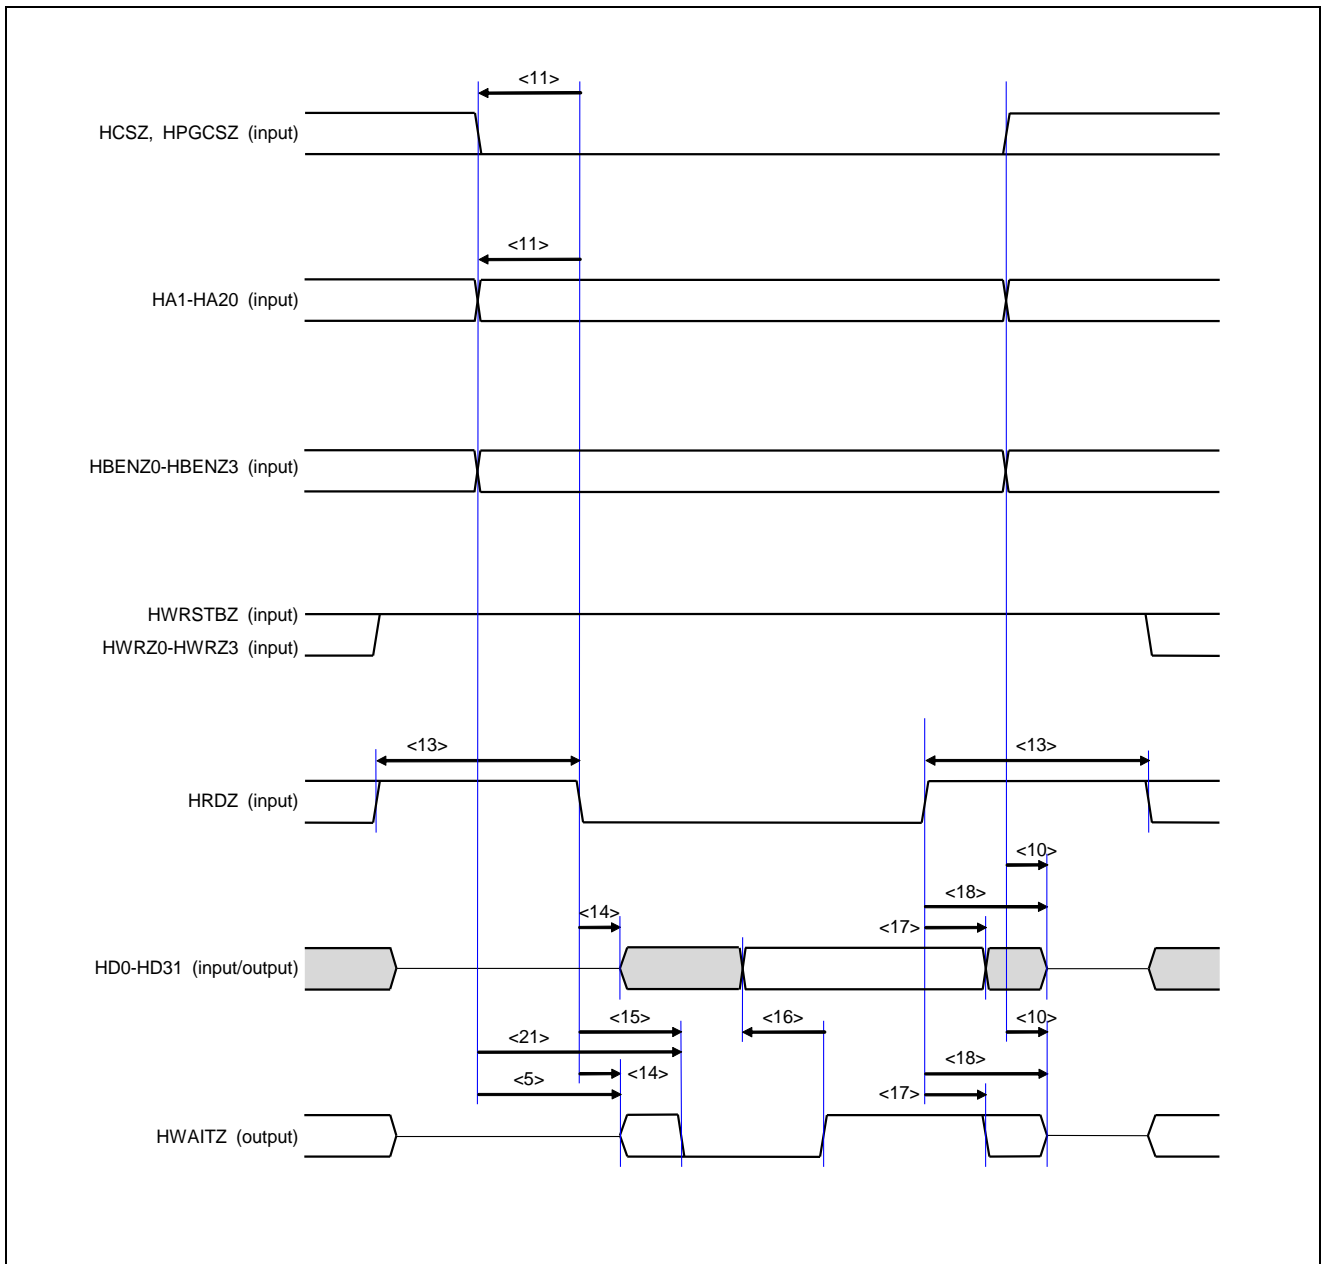 <11>
HCSZ, HPGCSZ (input)
<11>
HA1-HA20 (input)
HBENZ0-HBENZ3 (input)
HWRSTBZ (input)
HWRZ0-HWRZ3 (input)
<13>
<13>
HRDZ (input)
<10>
<18>
<14>
<17>
HD0-HD31 (input/output)
<15>
<16>
<10>
<21>
<18>
<14>
<5>
<17>
HWAITZ (output)